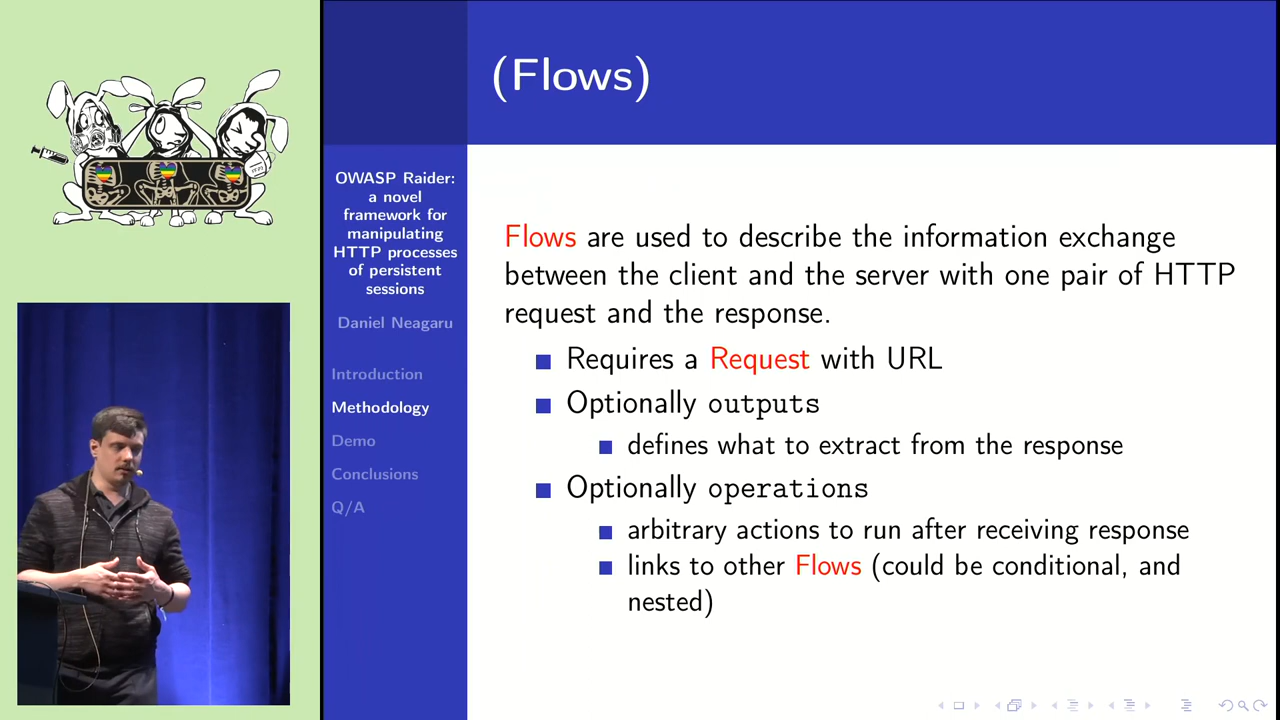 (Flows)
OWASP Raider:
a novel
framework for
manipulating
HTTP processes
of persistent
sessions
Daniel Neagaru
Introduction
Methodology
Demo
Conclusions
Q/A
Flows are used to describe the information exchange
between the client and the server with one pair of HTTP
request and the response.
Requires a Request with URL
Optionally outputs
defines what to extract from the response
Optionally operations
arbitrary actions to run after receiving response
links to other Flows (could be conditional, and
nested)